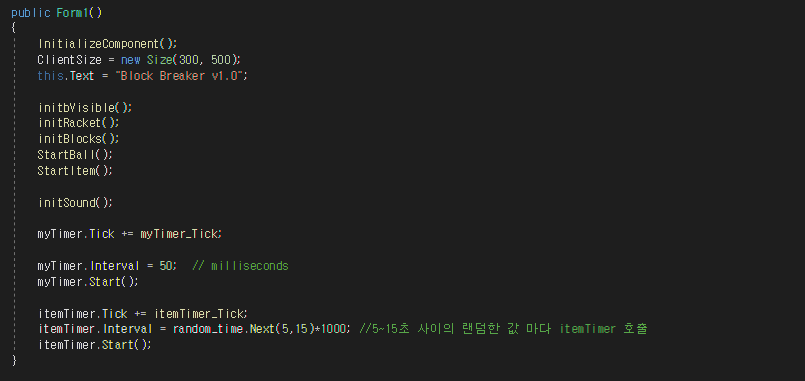 public Form1()
{
InitializeComponent();
ClientSize = new Size(300, 500);
this.Text = "Block Breaker v1.0";
initbVisible();
initRacket();
initBlocks();
StartBall();
StartItem();
initSound();
myTimer.Tick += myTimer_Tick;
myTimer.Interval = 50;  // milliseconds
myTimer.Start();
itemTimer.Tick += itemTimer_Tick;
itemTimer.Interval = random_time.Next(5,15)*1000; //5~15초 사이의 랜덤한 값 마다 itemTimer 호출
itemTimer.Start();
}